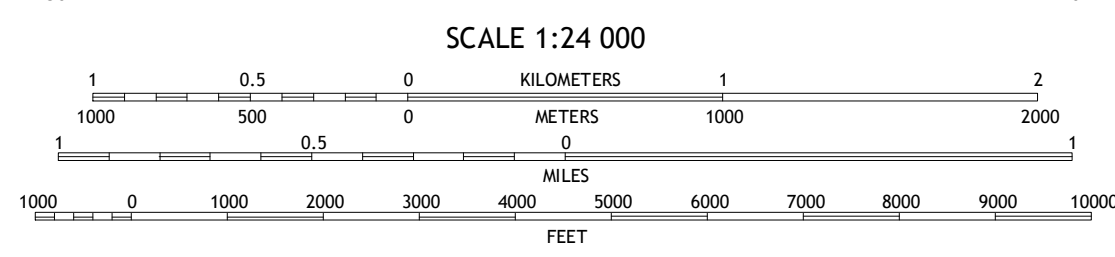 SCALE 1:24 000
1 0.5 0 KILOMETERS 1 2
1000 500 0 METERS 1000 2000
1 0.5 0 1
MILES
1000 0 1000 2000 3000 4000 5000 6000 7000 8000 9000 10000
FEET